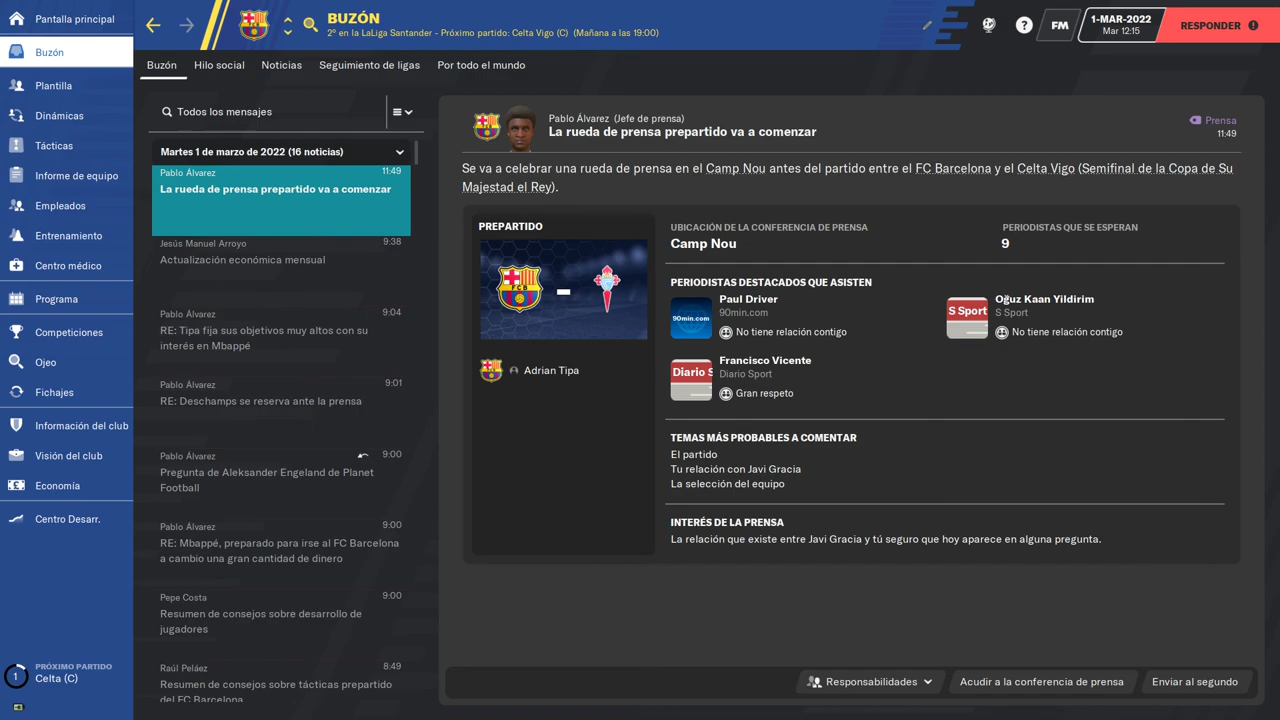 Pantalla principal
Buzón
Plantilla
Dinámicas
Tácticas
Informe de equipo
Empleados
Entrenamiento
Centro médico
Programa
Competiciones
Ojeo
Fichajes
Información del club
Visión del club
Economía
Centro Desarr.
1
PRÓXIMO PARTIDO
Celta (C)
BUZÓN
2º en la LaLiga Santander - Próximo partido: Celta Vigo (C) (Mañana a las 19:00)
FM
1-MAR-2022
Mar 12:15
RESPONDER
Buzón
Hilo social
Noticias
Seguimiento de ligas
Por todo el mundo
Todos los mensajes
Martes 1 de marzo de 2022 (16 noticias)
Pablo Álvarez 11:49
La rueda de prensa prepartido va a comenzar
Jesús Manuel Arroyo 9:38
Actualización económica mensual
Pablo Álvarez 9:04
RE: Tipa fija sus objetivos muy altos con su
interés en Mbappé
Pablo Álvarez 9:01
RE: Deschamps se reserva ante la prensa
Pablo Álvarez 9:00
Pregunta de Aleksander Engeland de Planet
Football
Pablo Álvarez 9:00
RE: Mbappé, preparado para irse al FC Barcelona
a cambio una gran cantidad de dinero
Pepe Costa 9:00
Resumen de consejos sobre desarrollo de
jugadores
Raúl Peláez 8:49
Resumen de consejos sobre tácticas prepartido
del FC Barcelona
Pablo Álvarez (Jefe de prensa)
La rueda de prensa prepartido va a comenzar
Prensa
11:49
Se va a celebrar una rueda de prensa en el Camp Nou antes del partido entre el FC Barcelona y el Celta Vigo (Semifinal de la Copa de Su
Majestad el Rey).
PREPARTIDO
FCB
Adrian Tipa
UBICACIÓN DE LA CONFERENCIA DE PRENSA
Camp Nou
PERIODISTAS QUE SE ESPERAN
9
PERIODISTAS DESTACADOS QUE ASISTEN
90min.com
Paul Driver
90min.com
No tiene relación contigo
S Sport
Oğuz Kaan Yildirim
S Sport
No tiene relación contigo
Diario S
Francisco Vicente
Diario Sport
Gran respeto
TEMAS MÁS PROBABLES A COMENTAR
El partido
Tu relación con Javi Gracia
La selección del equipo
INTERÉS DE LA PRENSA
La relación que existe entre Javi Gracia y tú seguro que hoy aparece en alguna pregunta.
Responsabilidades
Acudir a la conferencia de prensa
Enviar al segundo